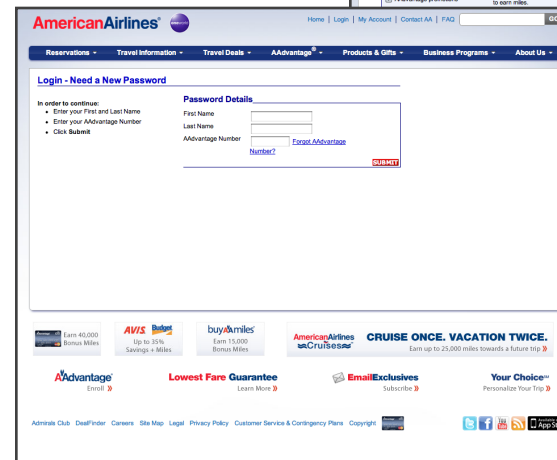 to earn miles.
AmericanAirlines®
Home | Login | My Account | Contact AA | FAQ
GO
Reservations
Travel Information
Travel Deals
AAdvantage®
Products & Gifts
Business Programs
About Us
Login - Need a New Password
In order to continue:
Enter your First and Last Name
Enter your AAdvantage Number
Click Submit
Password Details
First Name
Last Name
AAdvantage Number
Forgot AAdvantage
Number?
SUBMIT
Earn 40,000
Bonus Miles
AVIS Budget
Up to 35%
Savings + Miles
buyAAmiles
Earn 15,000
Bonus Miles
AmericanAirlines
Cruises
CRUISE ONCE. VACATION TWICE.
Earn up to 25,000 miles towards a future trip »
AAdvantage®
Enroll »
Lowest Fare Guarantee
Learn More »
EmailExclusives
Subscribe »
Your Choice℠
Personalize Your Trip »
Admirals Club DealFinder Careers Site Map Legal Privacy Policy Customer Service & Contingency Plans Copyright
You Tube
App St